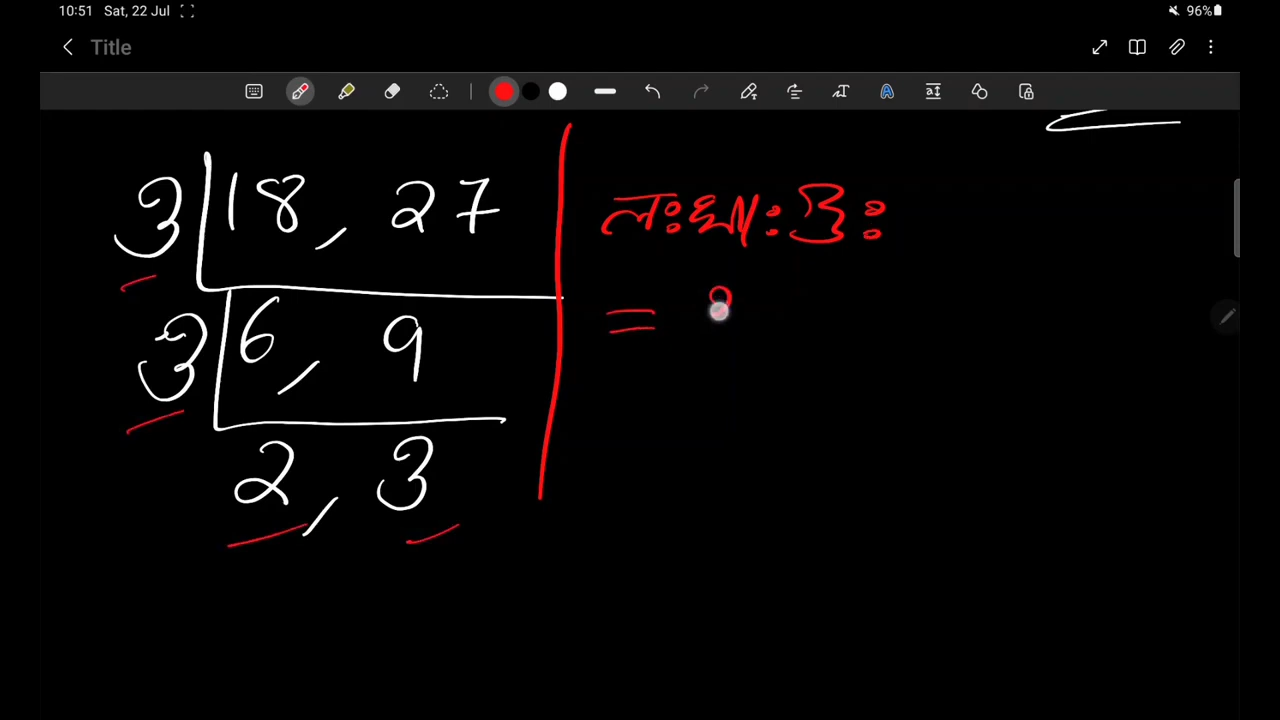 10:51 Sat, 22 Jul
96%
Title
3 18, 27
3 6, 9
2, 3
লঃ সাঃ গুঃ
=